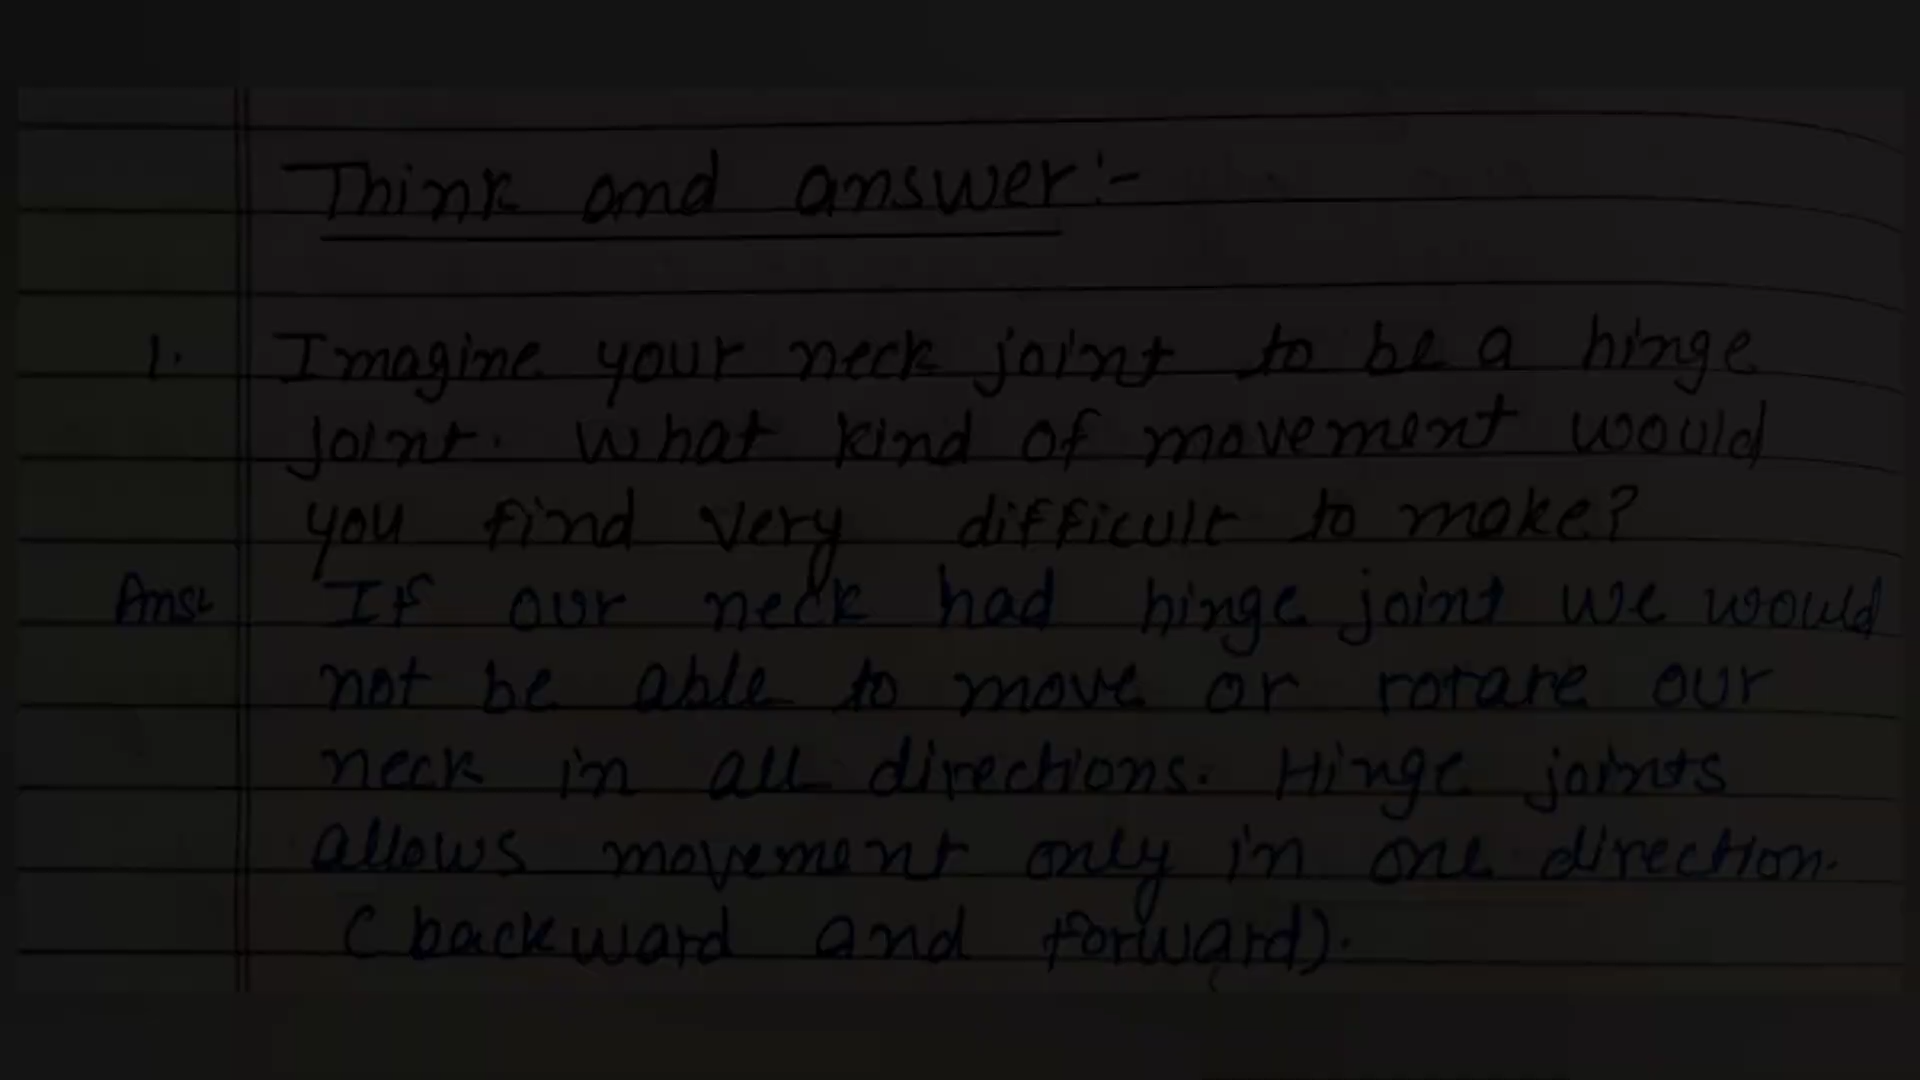 Think and answer:-
1. Imagine your neck joint to be a hinge
joint. What kind of movement would
you find very difficult to make?
Ans: If our neck had hinge joint we would
not be able to move or rotate our
neck in all directions. Hinge joints
allows movement only in one direction.
(backward and forward).